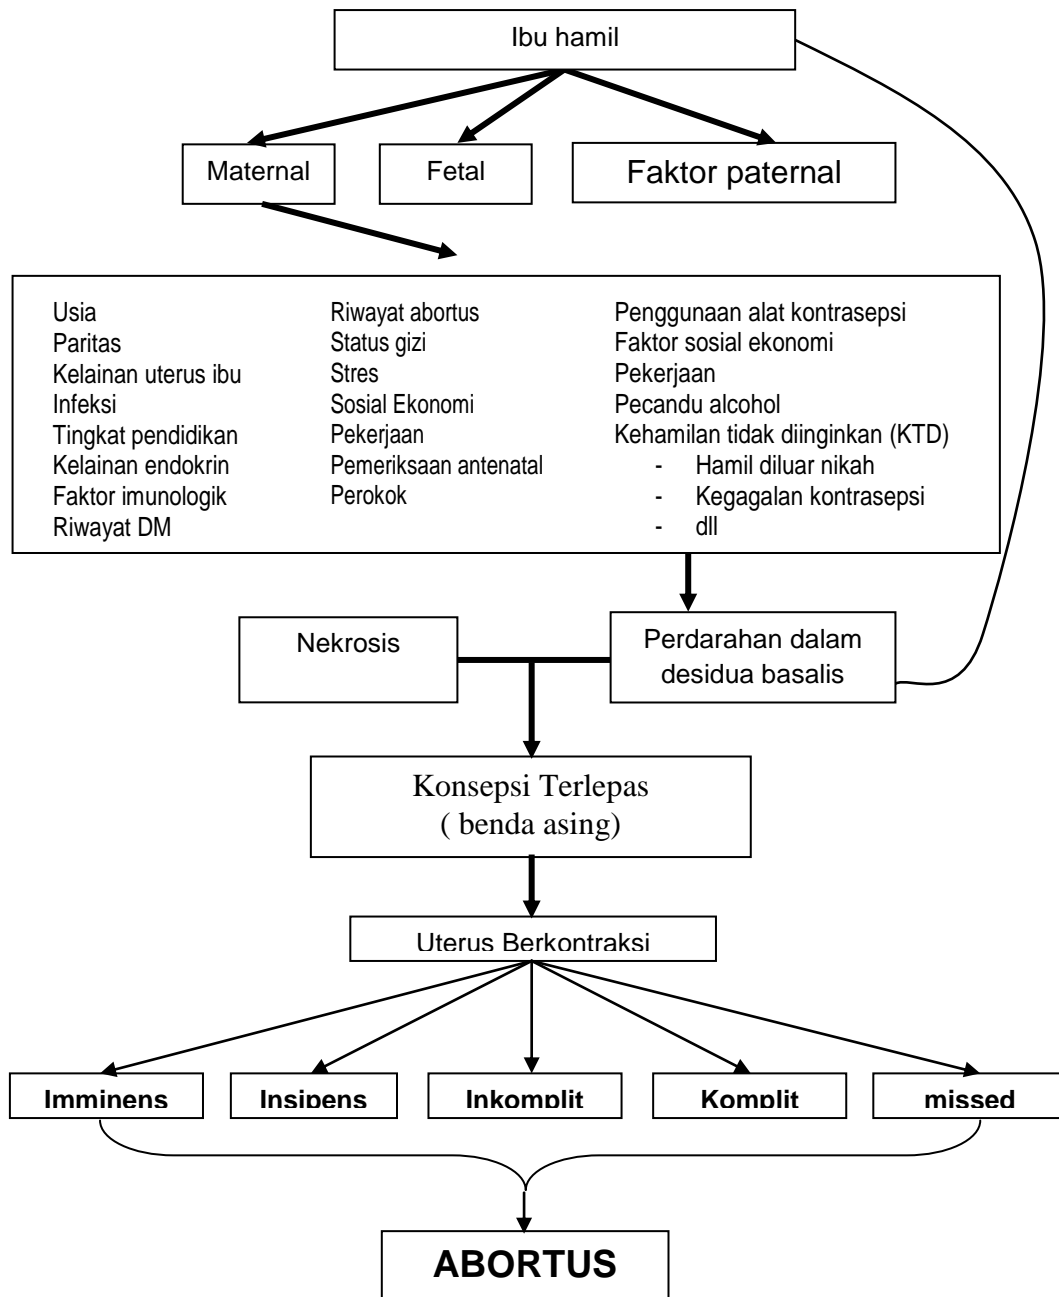 Ibu hamil
Maternal
Fetal
Faktor paternal
Usia
Paritas
Kelainan uterus ibu
Infeksi
Tingkat pendidikan
Kelainan endokrin
Faktor imunologik
Riwayat DM
Riwayat abortus
Status gizi
Stres
Sosial Ekonomi
Pekerjaan
Pemeriksaan antenatal
Perokok
Penggunaan alat kontrasepsi
Faktor sosial ekonomi
Pekerjaan
Pecandu alcohol
Kehamilan tidak diinginkan (KTD)
- Hamil diluar nikah
- Kegagalan kontrasepsi
- dll
Nekrosis
Perdarahan dalam
desidua basalis
Konsepsi Terlepas
( benda asing)
Uterus Berkontraksi
Imminens
Insipens
Inkomplit
Komplit
missed
ABORTUS